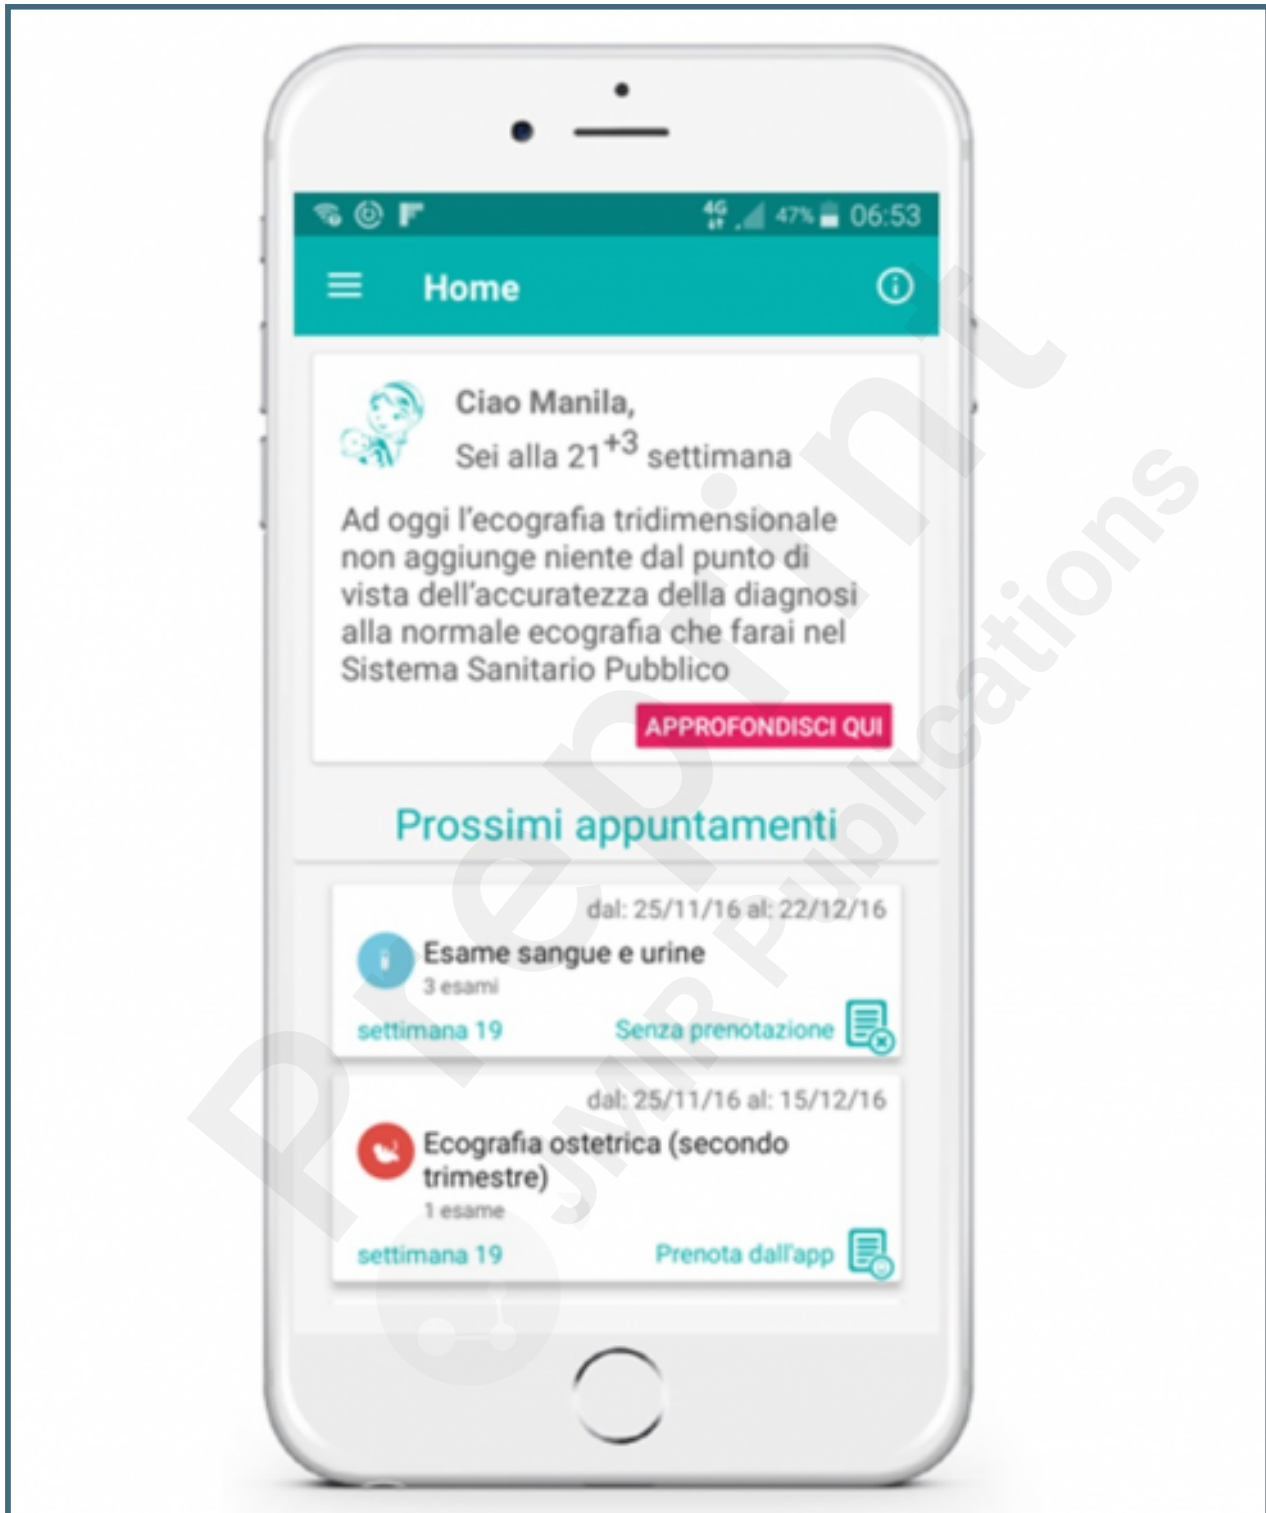 4G 47% 06:53
Home
Ciao Manila,
Sei alla 21+3 settimana
Ad oggi l'ecografia tridimensionale
non aggiunge niente dal punto di
vista dell'accuratezza della diagnosi
alla normale ecografia che farai nel
Sistema Sanitario Pubblico
APPROFONDISCI QUI
Prossimi appuntamenti
dal: 25/11/16 al: 22/12/16
Esame sangue e urine
3 esami
settimana 19 Senza prenotazione
dal: 25/11/16 al: 15/12/16
Ecografia ostetrica (secondo
trimestre)
1 esame
settimana 19 Prenota dall'app
Preprint
JMIR Publications